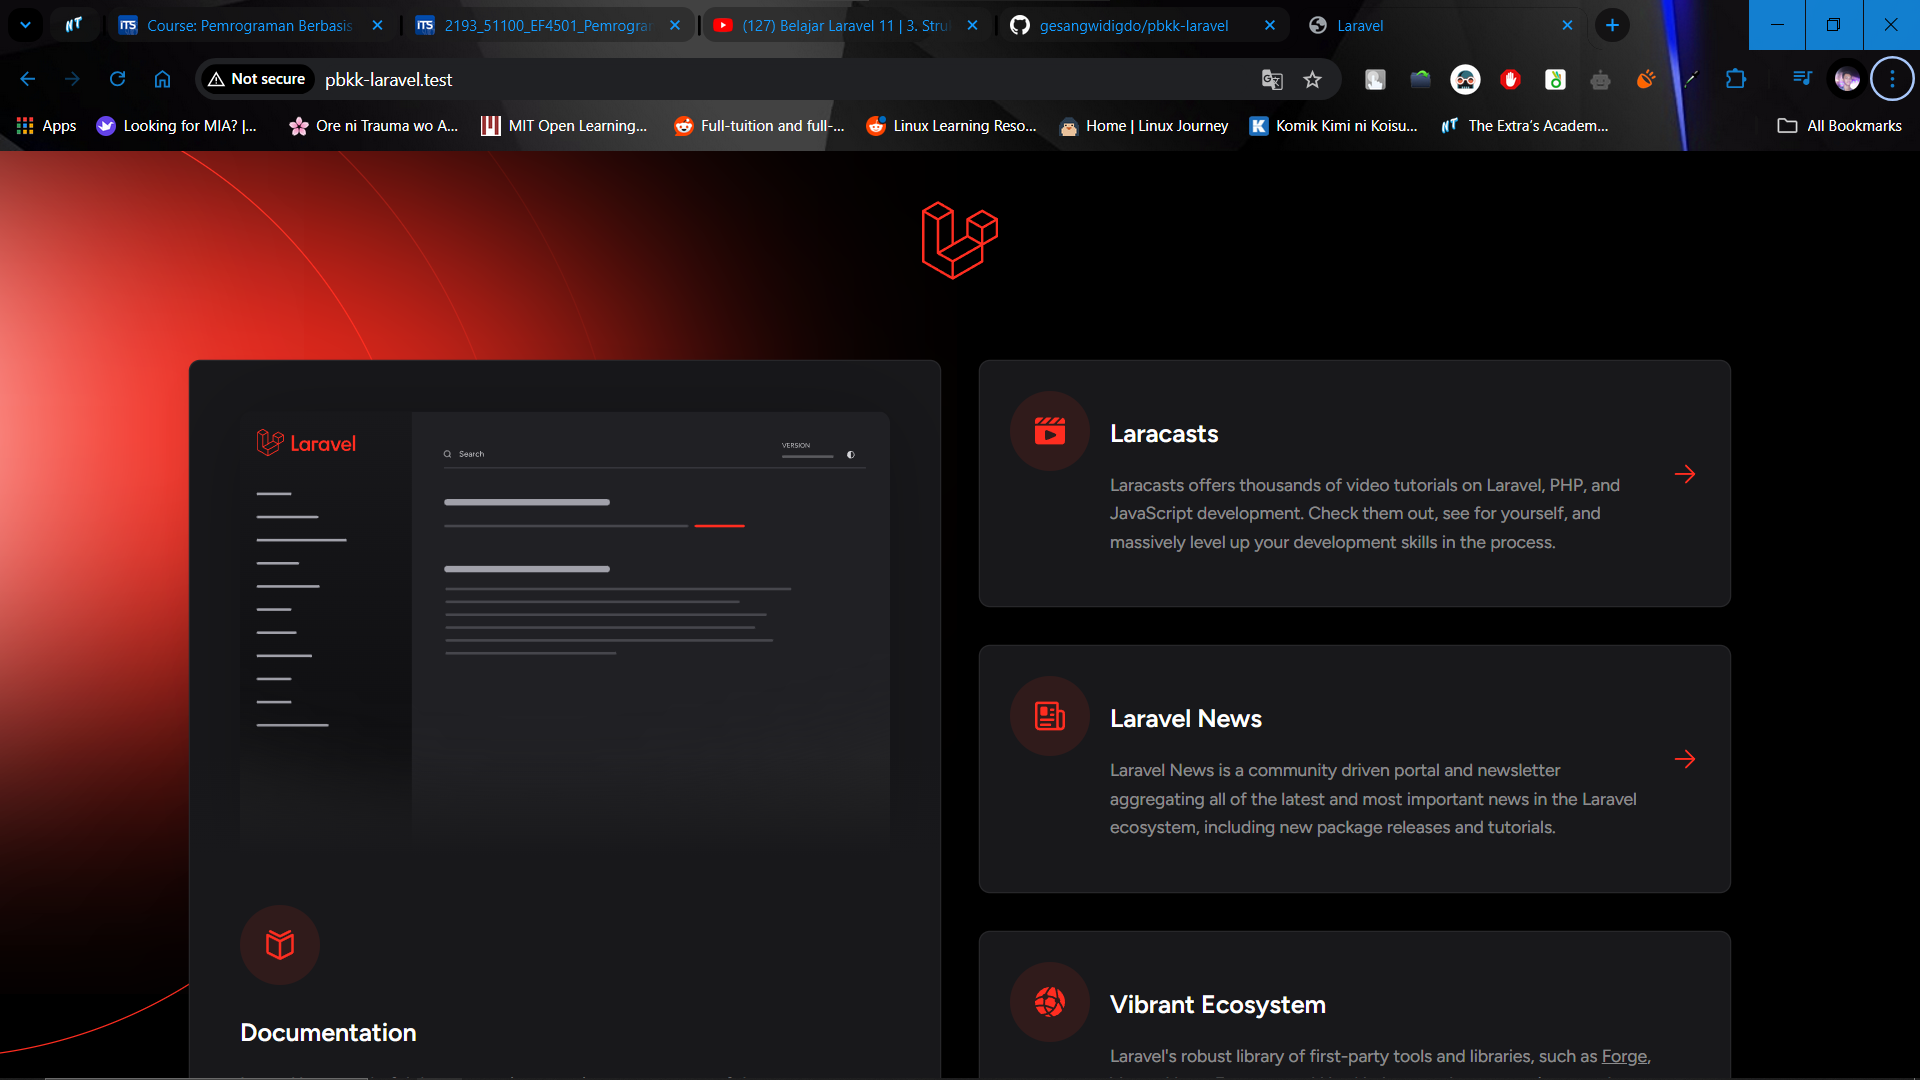 Course: Pemrograman Berbasis
2193_51100_EF4501_Pemrogra
(127) Belajar Laravel 11 | 3. Stru
gesangwidigdo/pbkk-laravel
Laravel
Not secure
pbkk-laravel.test
Apps
Looking for MIA? |...
Ore ni Trauma wo A...
MIT Open Learning...
Full-tuition and full-...
Linux Learning Reso...
Home | Linux Journey
Komik Kimi ni Koisu...
The Extra's Academ...
All Bookmarks
Laravel
Search
VERSION
Documentation
Laracasts
Laracasts offers thousands of video tutorials on Laravel, PHP, and
JavaScript development. Check them out, see for yourself, and
massively level up your development skills in the process.
Laravel News
Laravel News is a community driven portal and newsletter
aggregating all of the latest and most important news in the Laravel
ecosystem, including new package releases and tutorials.
Vibrant Ecosystem
Laravel's robust library of first-party tools and libraries, such as Forge,